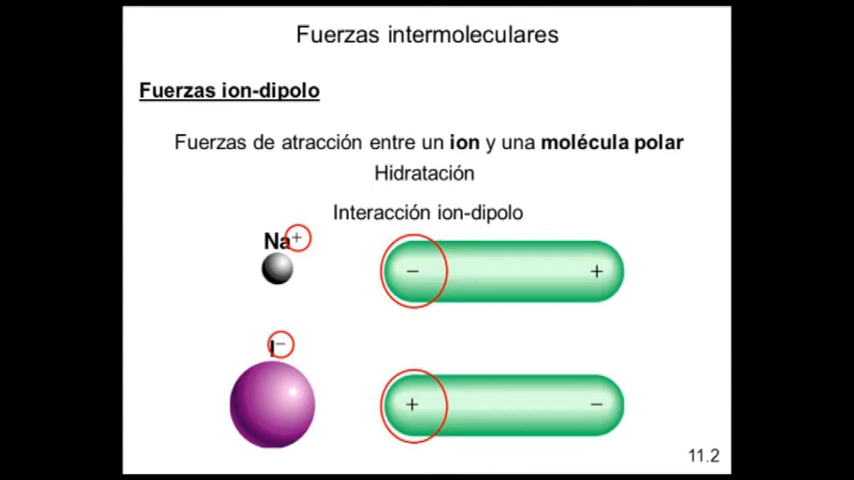 Fuerzas intermoleculares
Fuerzas ion-dipolo
Fuerzas de atracción entre un ion y una molécula polar
Hidratación
Interacción ion-dipolo
Na+
− +
I−
+ −
11.2